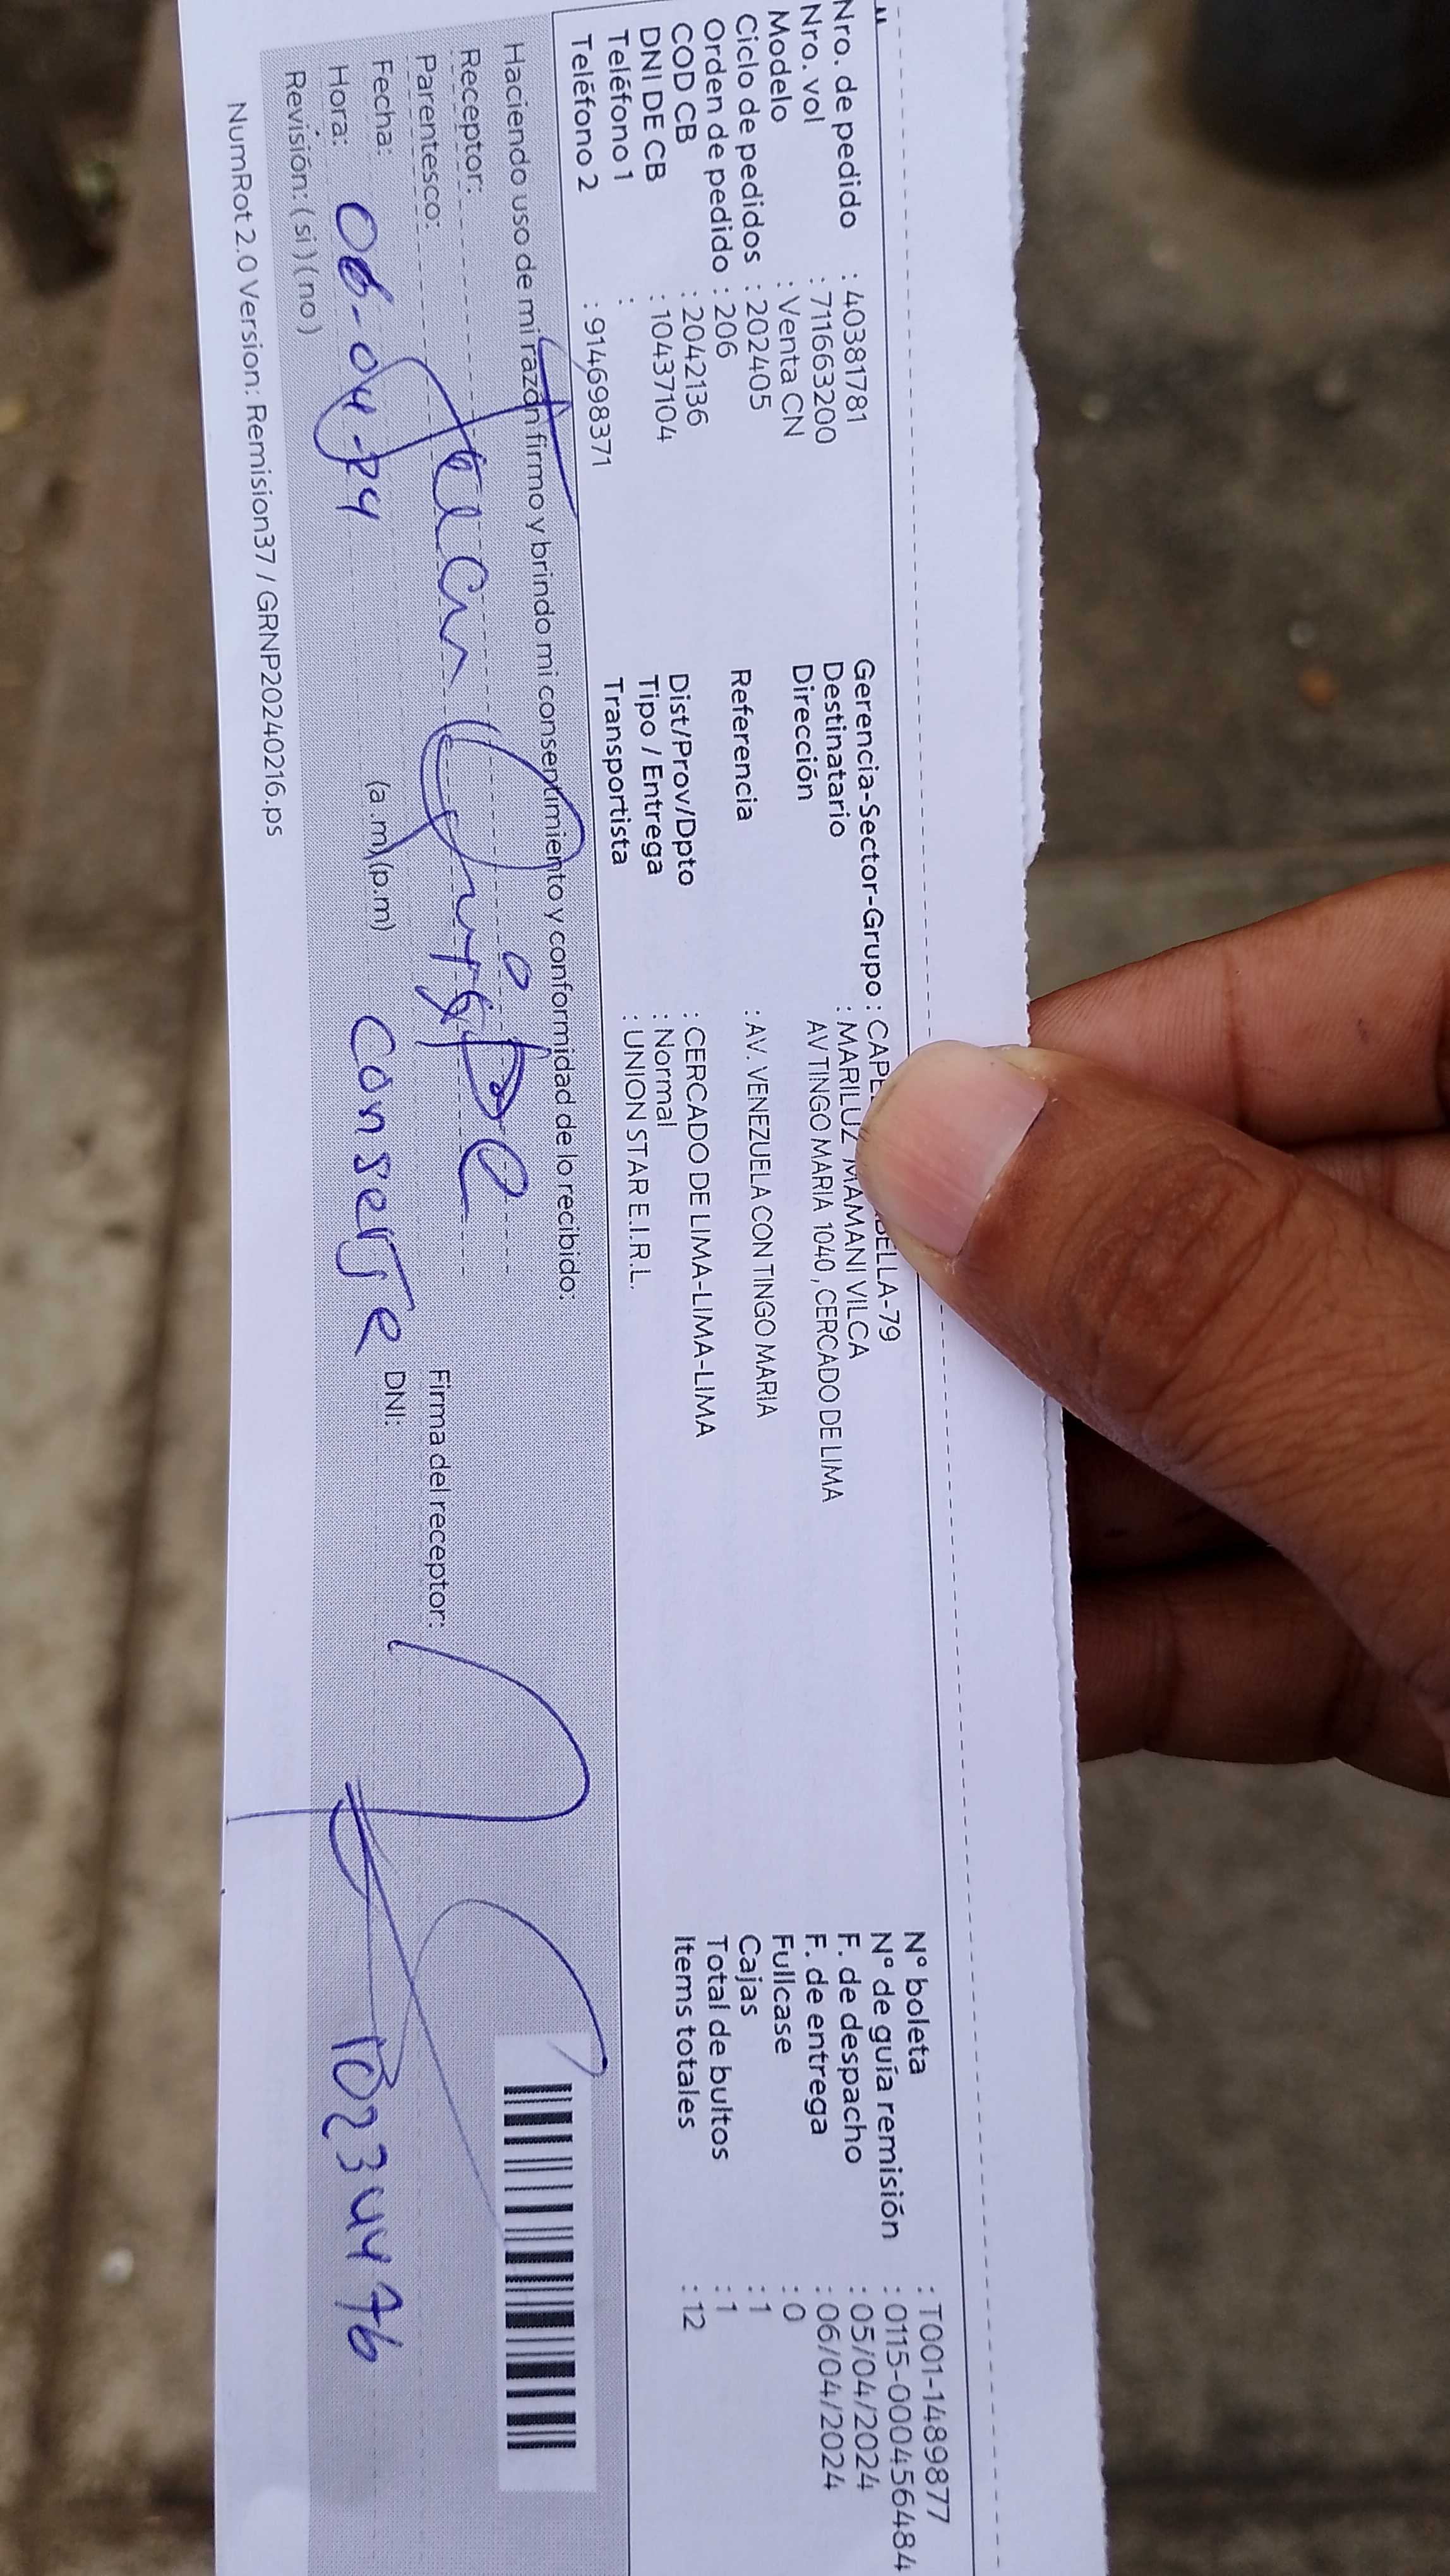 Nro. de pedido : 40381781
Nro. vol : 711663200
Modelo : Venta CN
Ciclo de pedidos : 202405
Orden de pedido : 206
COD CB : 2042136
DNI DE CB : 10437104
Teléfono 1 :
Teléfono 2 : 914698371
Gerencia-Sector-Grupo : CAP ELLA-79
Destinatario : MARILUZ MAMANI VILCA
Dirección AV TINGO MARIA 1040 , CERCADO DE LIMA
Referencia : AV. VENEZUELA CON TINGO MARIA
Dist/Prov/Dpto : CERCADO DE LIMA-LIMA-LIMA
Tipo / Entrega : Normal
Transportista : UNION STAR E.I.R.L.
N° boleta : T001-1489877
N° de guía remisión : 0115-000456484
F. de despacho : 05/04/2024
F. de entrega : 06/04/2024
Fullcase : 0
Cajas : 1
Total de bultos : 1
Items totales : 12
Haciendo uso de mi razón firmo y brindo mi consentimiento y conformidad de lo recibido:
Receptor:
Parentesco:
Fecha: 06-04-24
Hora: (a.m)(p.m) conserje
Revisión: ( si ) ( no )
Firma del receptor:
DNI:
NumRot 2.0 Version: Remision37 / GRNP20240216.ps